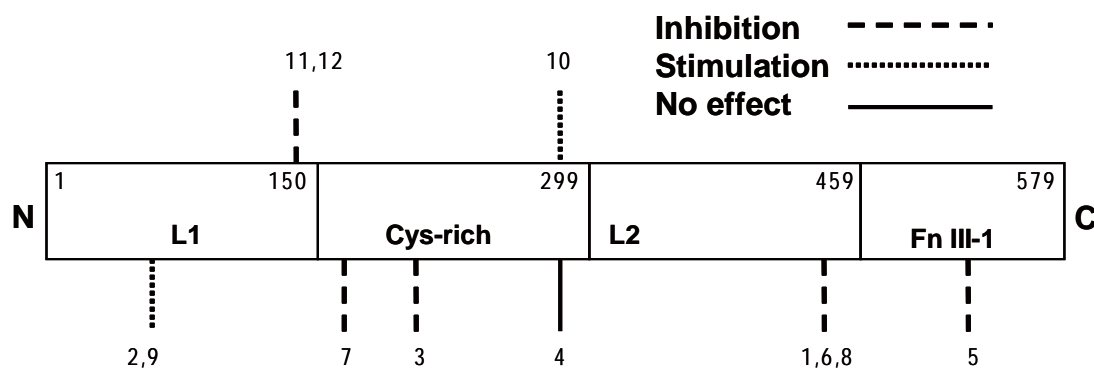 Inhibition
Stimulation
No effect
11,12 10
1 150 299 459 579
N C
L1 Cys-rich L2 Fn III-1
2,9 7 3 4 1,6,8 5